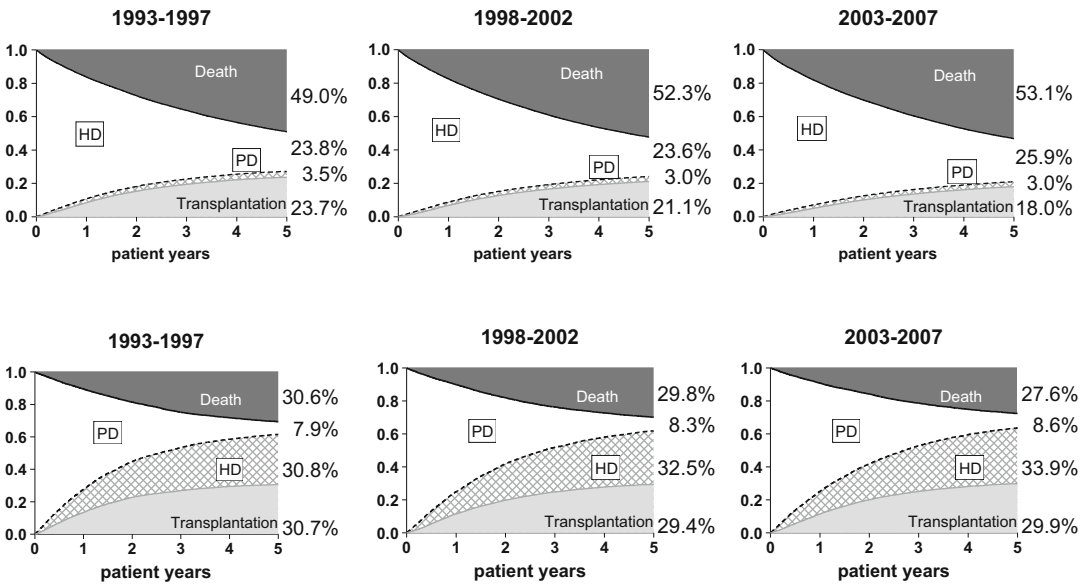 1993-1997
1.0
0.8
0.6
0.4
0.2
0.0
Death
HD
PD
Transplantation
49.0%
23.8%
3.5%
23.7%
0 1 2 3 4 5
patient years
1998-2002
1.0
0.8
0.6
0.4
0.2
0.0
Death
HD
PD
Transplantation
52.3%
23.6%
3.0%
21.1%
0 1 2 3 4 5
patient years
2003-2007
1.0
0.8
0.6
0.4
0.2
0.0
Death
HD
PD
Transplantation
53.1%
25.9%
3.0%
18.0%
0 1 2 3 4 5
patient years
1993-1997
1.0
0.8
0.6
0.4
0.2
0.0
Death
PD
HD
Transplantation
30.6%
7.9%
30.8%
30.7%
0 1 2 3 4 5
patient years
1998-2002
1.0
0.8
0.6
0.4
0.2
0.0
Death
PD
HD
Transplantation
29.8%
8.3%
32.5%
29.4%
0 1 2 3 4 5
patient years
2003-2007
1.0
0.8
0.6
0.4
0.2
0.0
Death
PD
HD
Transplantation
27.6%
8.6%
33.9%
29.9%
0 1 2 3 4 5
patient years